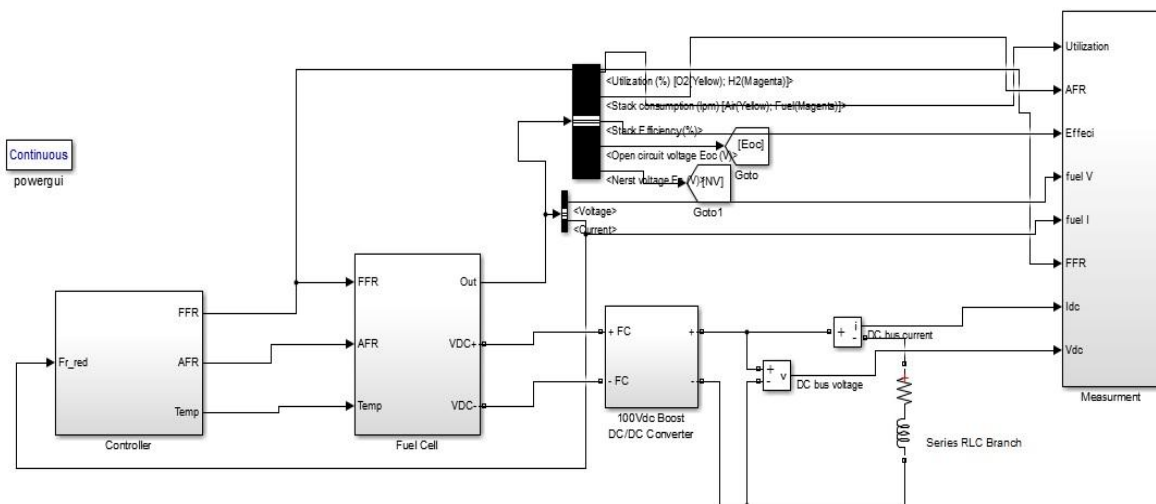 Continuous
powergui
<Utilization (%) [O2(Yellow); H2(Magenta)]>
<Stack consumption (lpm) [Air(Yellow); Fuel(Magenta)]>
<Stack Efficiency(%)>
<Open circuit voltage Eoc (V)>
[Eoc]
Goto
[NV]
Goto1
<Voltage>
<Current>
Utilization
AFR
Effeci
fuel V
fuel I
FFR
Idc
Vdc
Measurment
Fr_red
FFR
AFR
Temp
Controller
FFR
AFR
Temp
Out
VDC+
VDC-
Fuel Cell
+ FC
- FC
+
-
100Vdc Boost
DC/DC Converter
+
i
-
DC bus current
+
-
v
DC bus voltage
Series RLC Branch